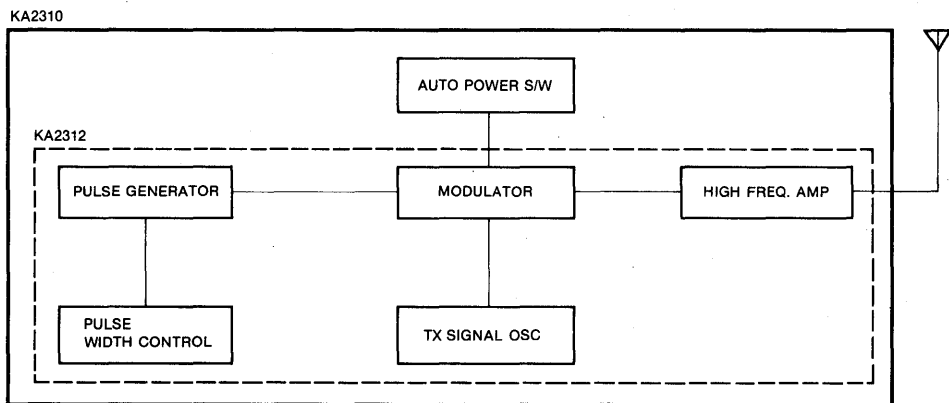 KA2310
AUTO POWER S/W
KA2312
PULSE GENERATOR
MODULATOR
HIGH FREQ. AMP
PULSE
WIDTH CONTROL
TX SIGNAL OSC